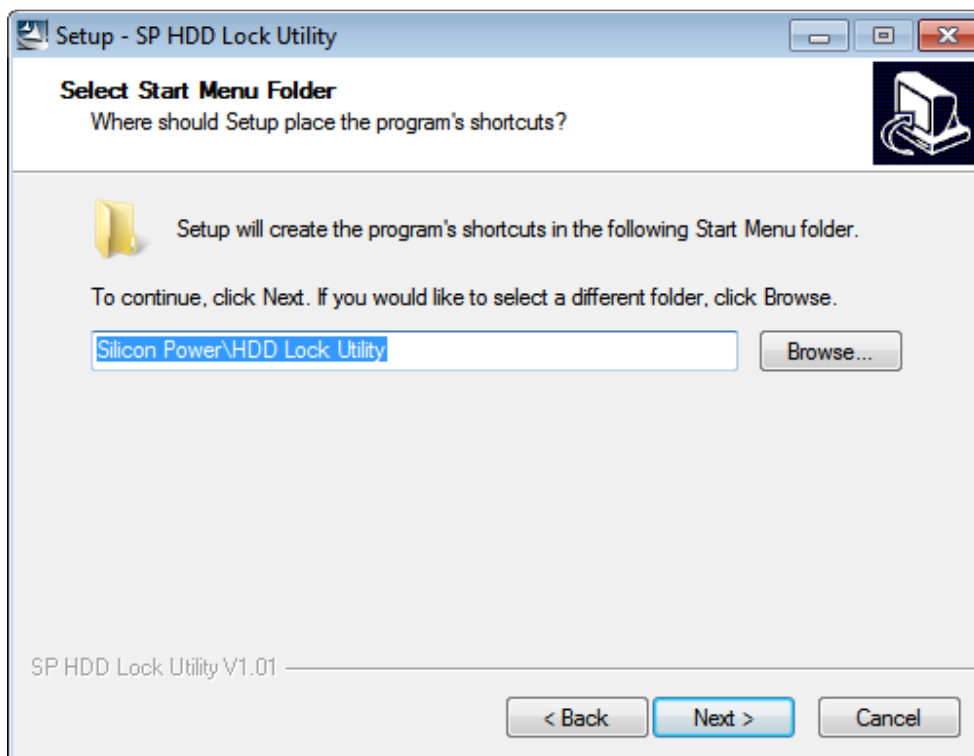 Setup - SP HDD Lock Utility
Select Start Menu Folder
Where should Setup place the program's shortcuts?
Setup will create the program's shortcuts in the following Start Menu folder.
To continue, click Next. If you would like to select a different folder, click Browse.
Silicon Power\HDD Lock Utility
Browse...
SP HDD Lock Utility V1.01
< Back
Next >
Cancel